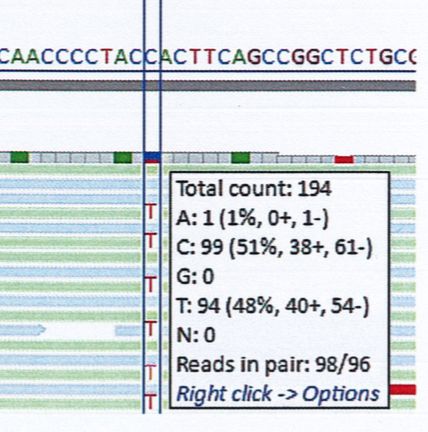 CAACCCCTACCACTTCAGCCGGCTCTGCG
Total count: 194
T
A: 1 (1%, 0+, 1-)
T
C: 99 (51%, 38+, 61-)
G: 0
T
T: 94 (48%, 40+, 54-)
T
N: 0
Reads in pair: 98/96
T
Right click -> Options
T